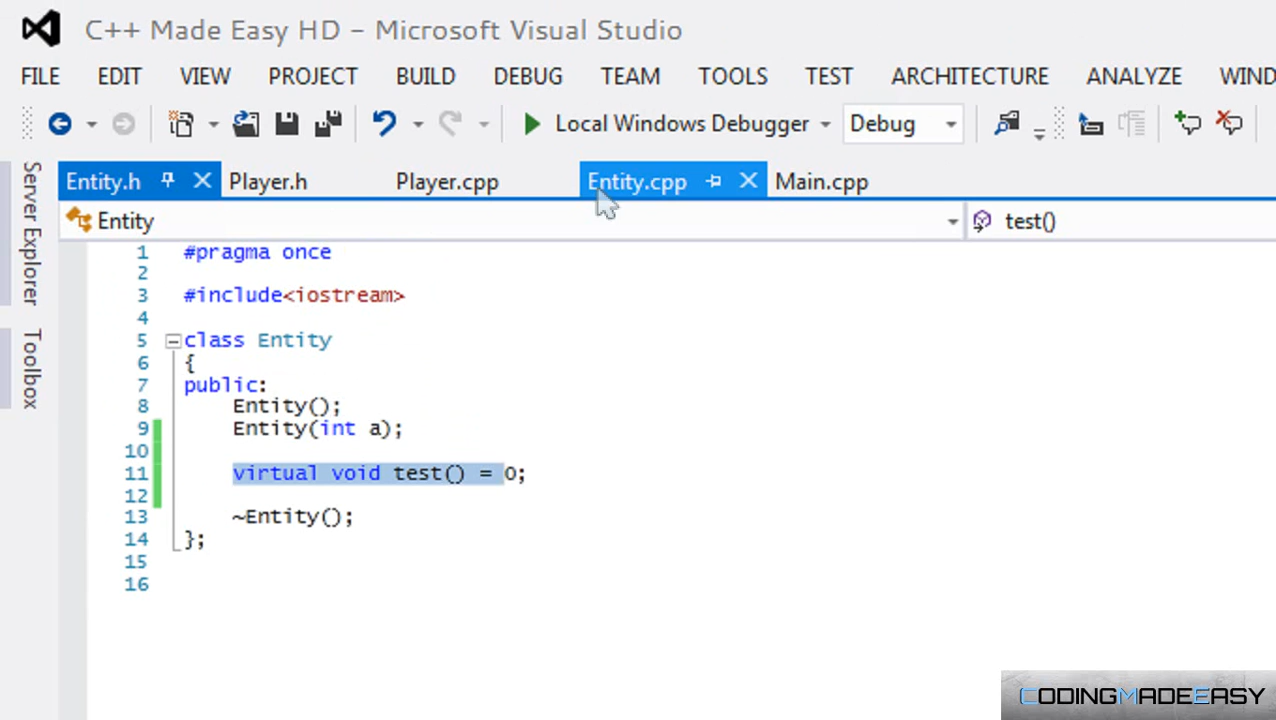 C++ Made Easy HD - Microsoft Visual Studio
FILE EDIT VIEW PROJECT BUILD DEBUG TEAM TOOLS TEST ARCHITECTURE ANALYZE WIND
Local Windows Debugger Debug
Server Explorer
Toolbox
Entity.h Player.h Player.cpp Entity.cpp Main.cpp
Entity test()
1 #pragma once
2
3 #include<iostream>
4
5 class Entity
6 {
7 public:
8 Entity();
9 Entity(int a);
10
11 virtual void test() = 0;
12
13 ~Entity();
14 };
15
16
CODINGMADEEASY